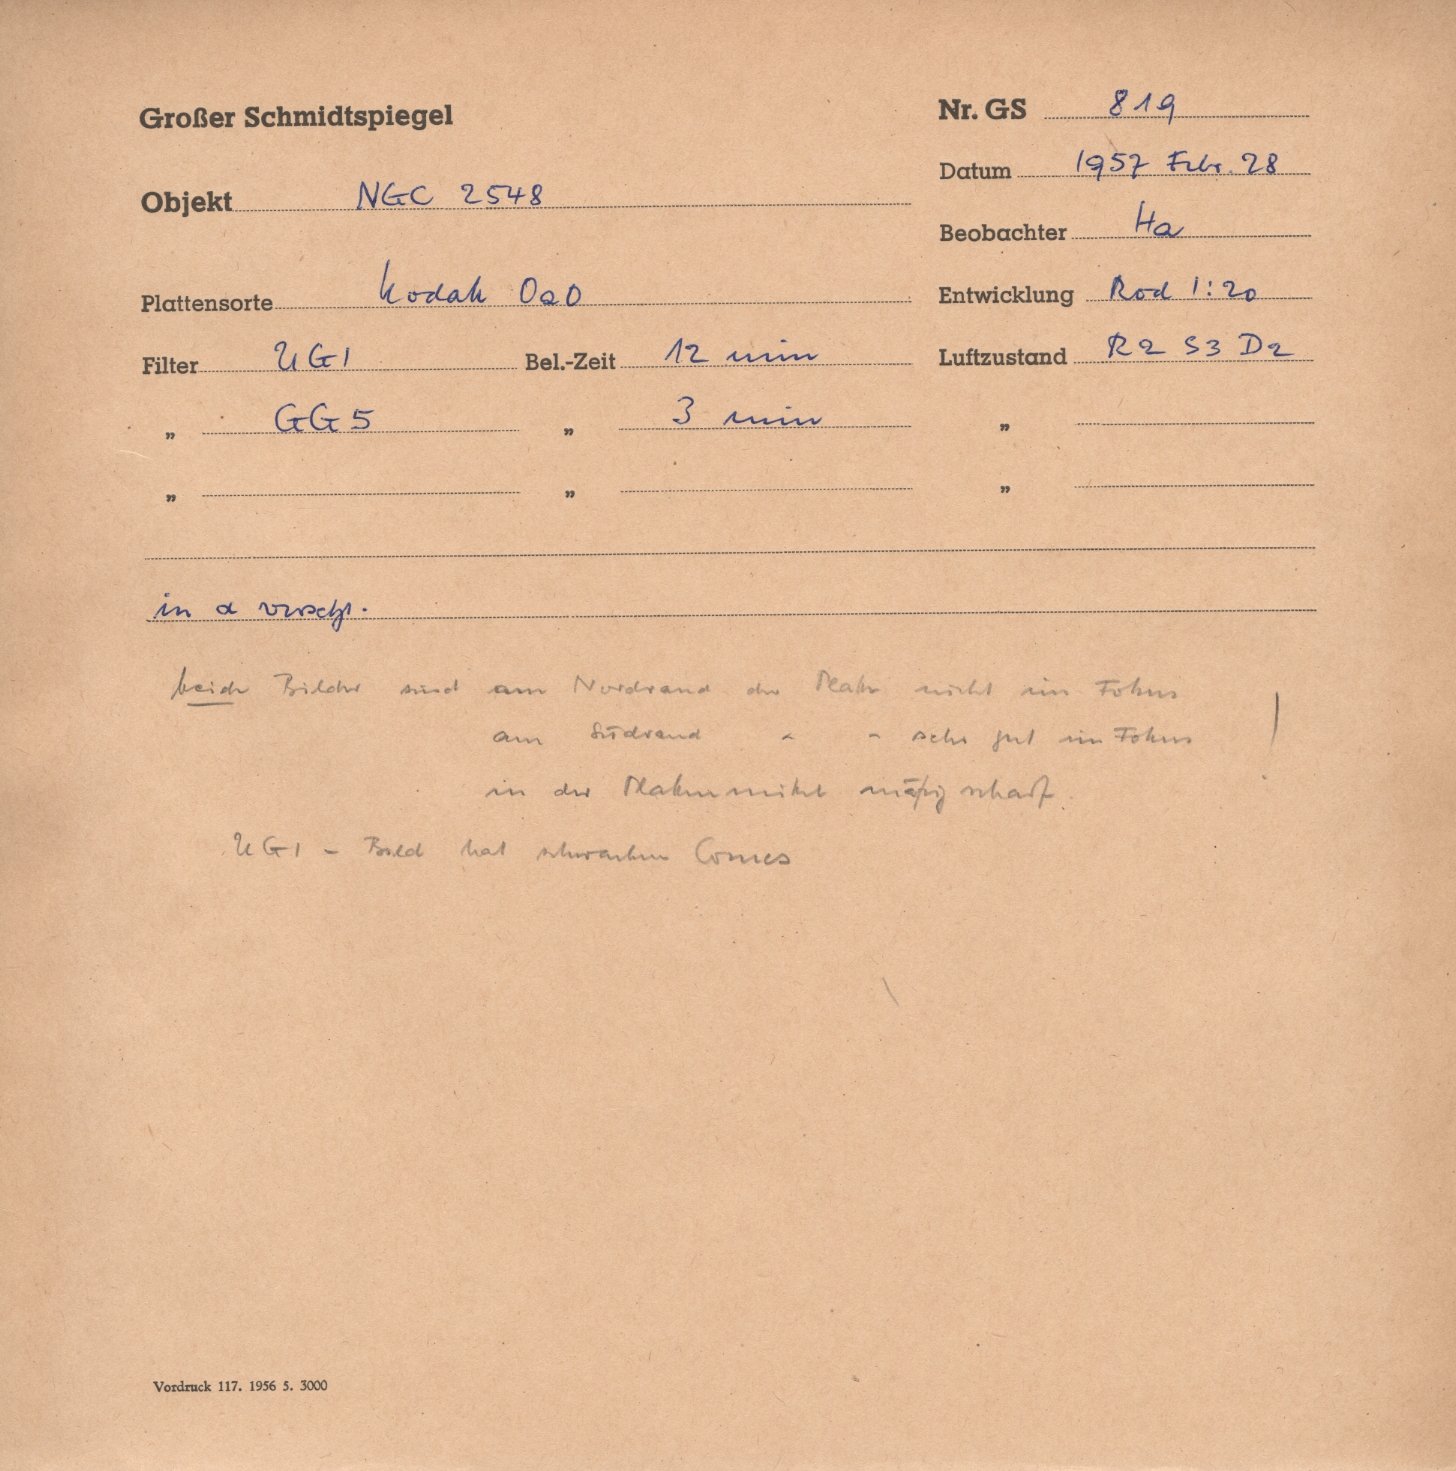 Großer Schmidtspiegel
Nr. GS 819
Datum 1957 Febr. 28
Objekt NGC 2548
Beobachter Ha
Plattensorte Kodak OaO
Entwicklung Rod 1:20
Filter UG1 Bel.-Zeit 12 min Luftzustand R2 S3 D2
„ GG5 „ 3 min „
„ „ „
in α versetzt.
beide Bilder sind am Nordrand der Platte nicht im Fokus
am Südrand " " sehr gut im Fokus !
in der Plattenmitte mäßig scharf.
UG1 - Bild hat schwachen Comes
Vordruck 117. 1956 5. 3000